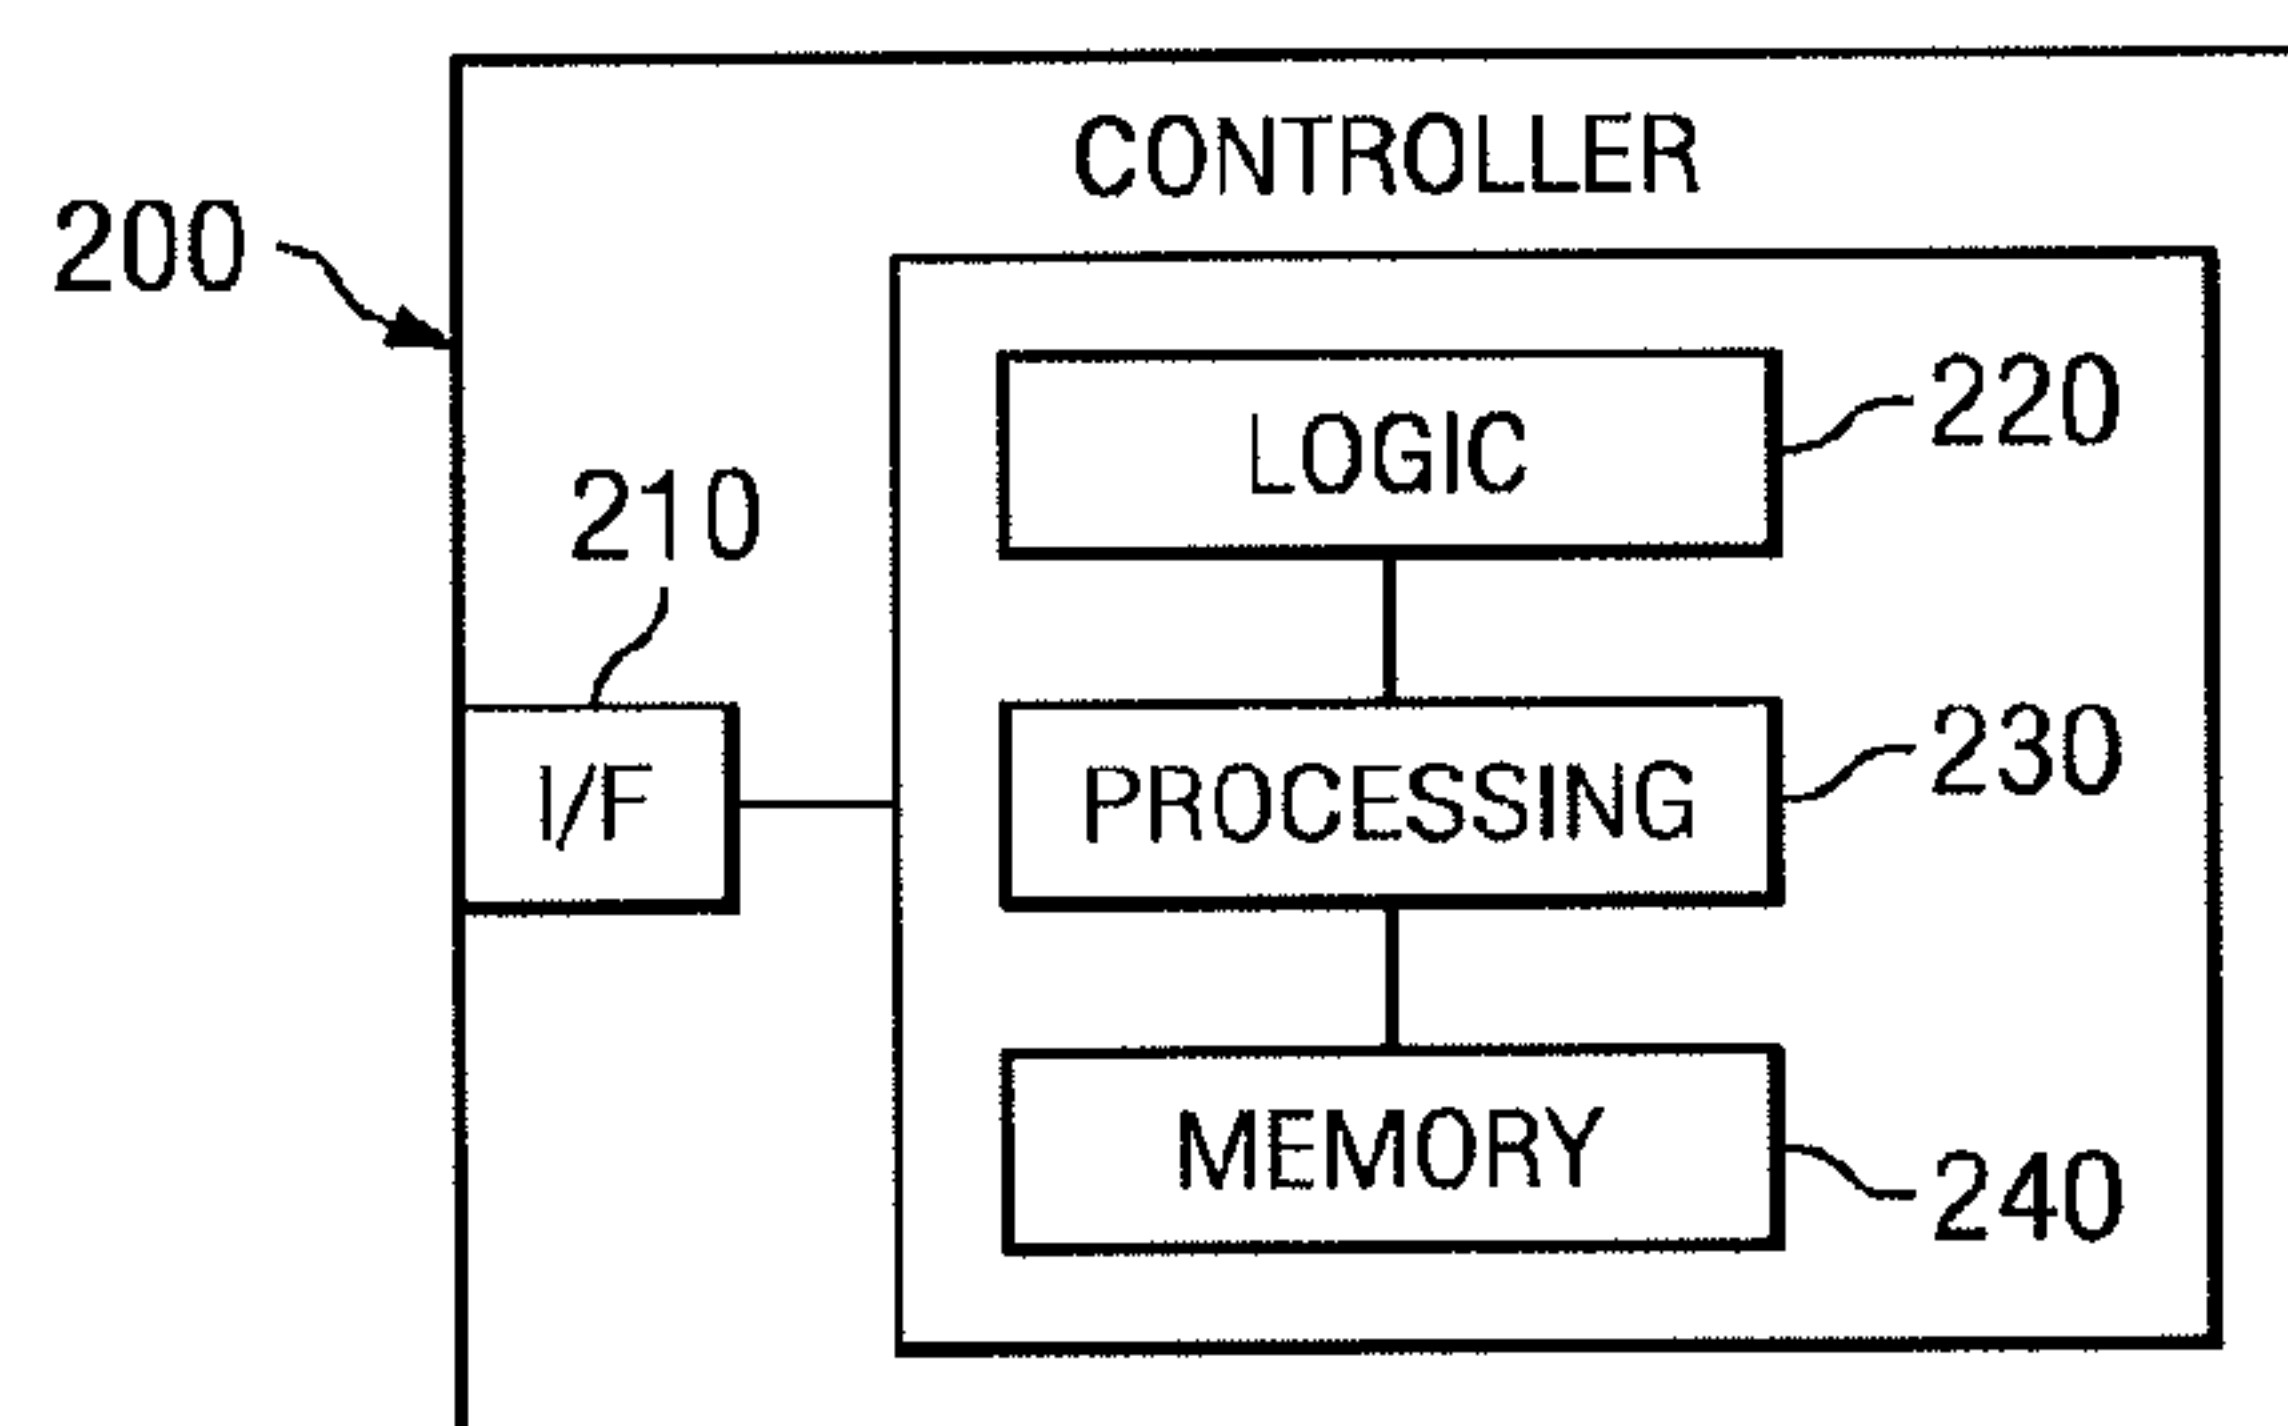 CONTROLLER
200
LOGIC
220
210
I/F
PROCESSING
230
MEMORY
240